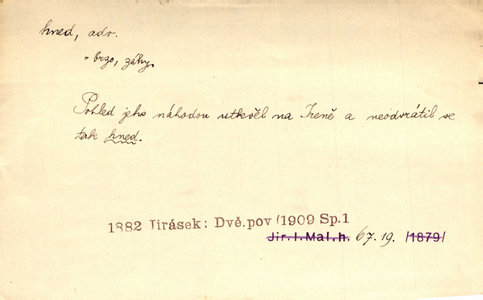 hned, adv.
= brzo, záhy.
Pohled jeho náhodou utkvěl na Ireně a neodvrátil se
tak hned.
1882 Jirásek: Dvě.pov/1909 Sp.1
Jir.I.Mal.h. 67.19. /1879/